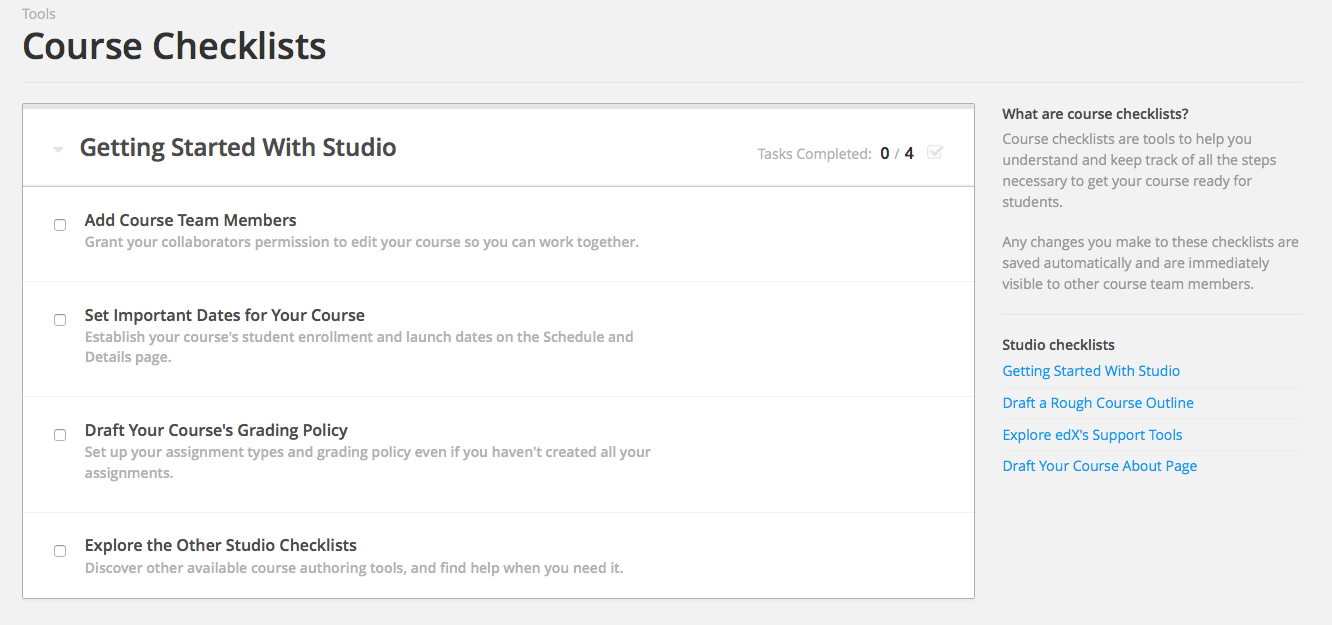 Tools
Course Checklists
Getting Started With Studio
Tasks Completed: 0 / 4
Add Course Team Members
Grant your collaborators permission to edit your course so you can work together.
Set Important Dates for Your Course
Establish your course's student enrollment and launch dates on the Schedule and
Details page.
Draft Your Course's Grading Policy
Set up your assignment types and grading policy even if you haven't created all your
assignments.
Explore the Other Studio Checklists
Discover other available course authoring tools, and find help when you need it.
What are course checklists?
Course checklists are tools to help you
understand and keep track of all the steps
necessary to get your course ready for
students.
Any changes you make to these checklists are
saved automatically and are immediately
visible to other course team members.
Studio checklists
Getting Started With Studio
Draft a Rough Course Outline
Explore edX's Support Tools
Draft Your Course About Page